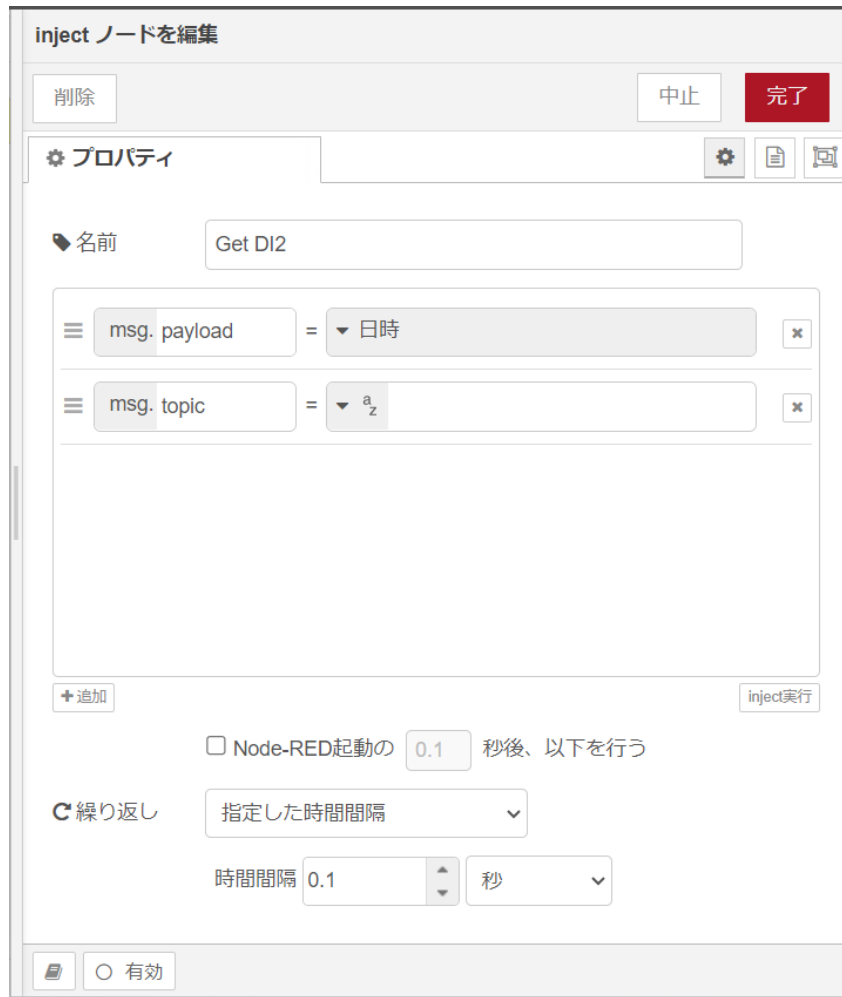 inject ノードを編集
削除 中止 完了
プロパティ
名前 Get DI2
msg. payload = 日時
msg. topic = az
追加 inject実行
Node-RED起動の 0.1 秒後、以下を行う
繰り返し 指定した時間間隔
時間間隔 0.1 秒
有効